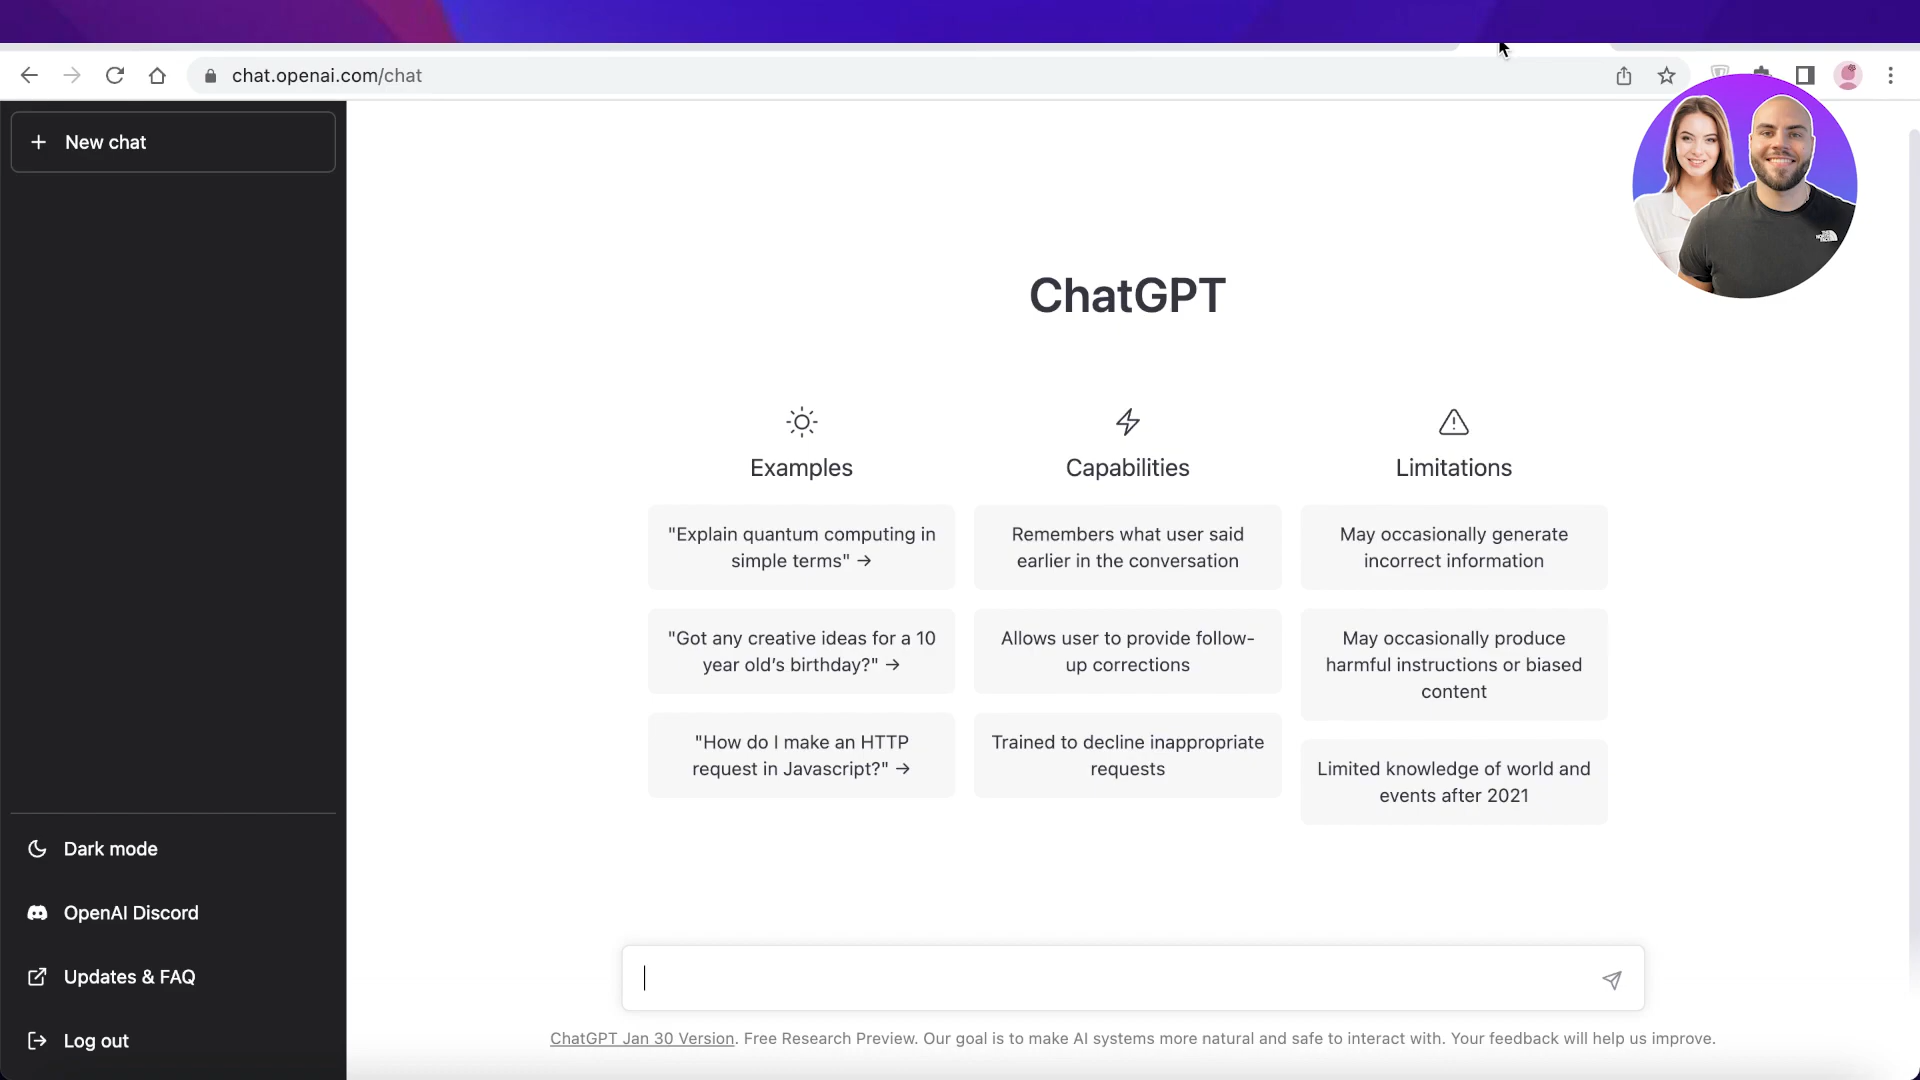 chat.openai.com/chat
New chat
ChatGPT
Examples
Capabilities
Limitations
"Explain quantum computing in
simple terms" →
Remembers what user said
earlier in the conversation
May occasionally generate
incorrect information
"Got any creative ideas for a 10
year old's birthday?" →
Allows user to provide follow-
up corrections
May occasionally produce
harmful instructions or biased
content
"How do I make an HTTP
request in Javascript?" →
Trained to decline inappropriate
requests
Limited knowledge of world and
events after 2021
Dark mode
OpenAI Discord
Updates & FAQ
Log out
ChatGPT Jan 30 Version. Free Research Preview. Our goal is to make AI systems more natural and safe to interact with. Your feedback will help us improve.